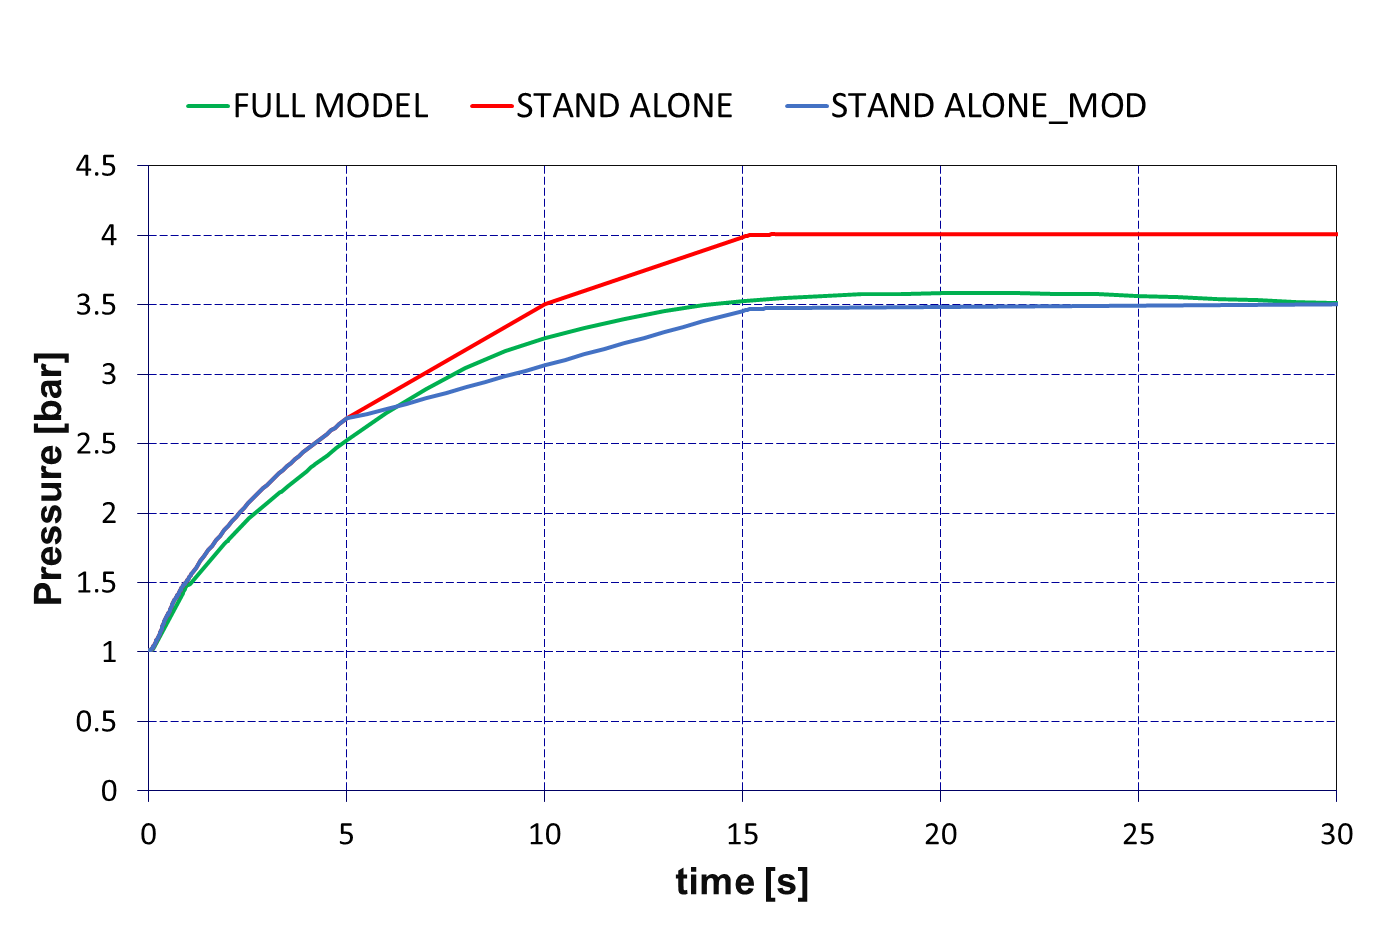 FULL MODEL STAND ALONE STAND ALONE_MOD
4.5
4
3.5
3
2.5
2
1.5
1
0.5
0
Pressure [bar]
0 5 10 15 20 25 30
time [s]